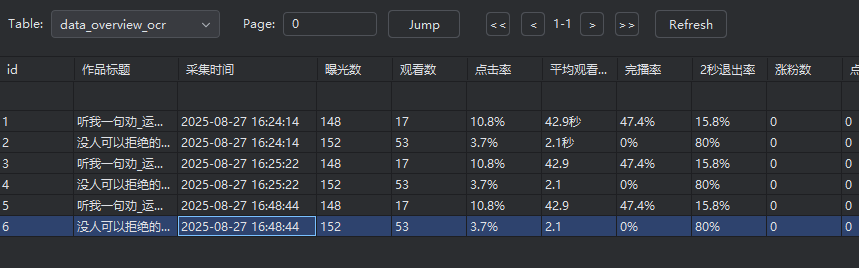 Table: data_overview_ocr Page: 0 Jump << < 1-1 > >> Refresh
id 作品标题 采集时间 曝光数 观看数 点击率 平均观看... 完播率 2秒退出率 涨粉数 点
1 听我一句劝_运... 2025-08-27 16:24:14 148 17 10.8% 42.9秒 47.4% 15.8% 0 0
2 没人可以拒绝的... 2025-08-27 16:24:14 152 53 3.7% 2.1秒 0% 80% 0 0
3 听我一句劝_运... 2025-08-27 16:25:22 148 17 10.8% 42.9 47.4% 15.8% 0 0
4 没人可以拒绝的... 2025-08-27 16:25:22 152 53 3.7% 2.1 0% 80% 0 0
5 听我一句劝_运... 2025-08-27 16:48:44 148 17 10.8% 42.9 47.4% 15.8% 0 0
6 没人可以拒绝的... 2025-08-27 16:48:44 152 53 3.7% 2.1 0% 80% 0 0